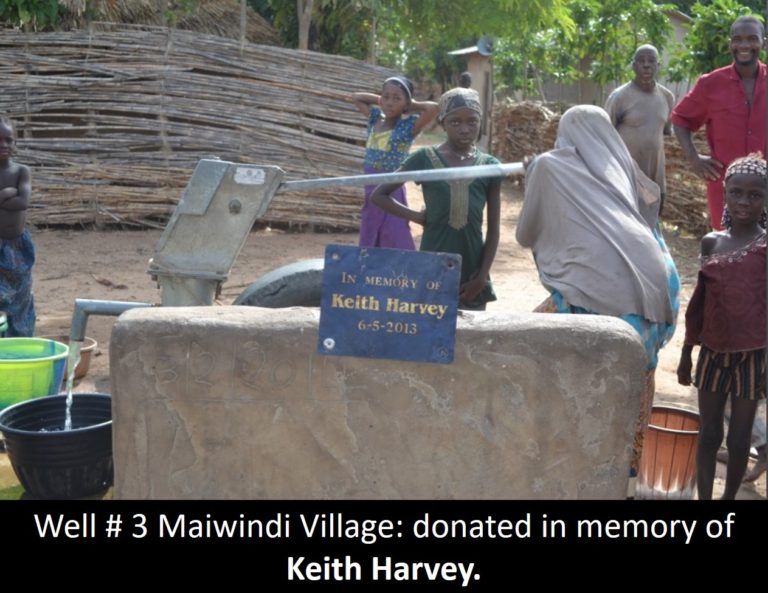 IN MEMORY OF
Keith Harvey
6-5-2013
Well # 3 Maiwindi Village: donated in memory of
Keith Harvey.